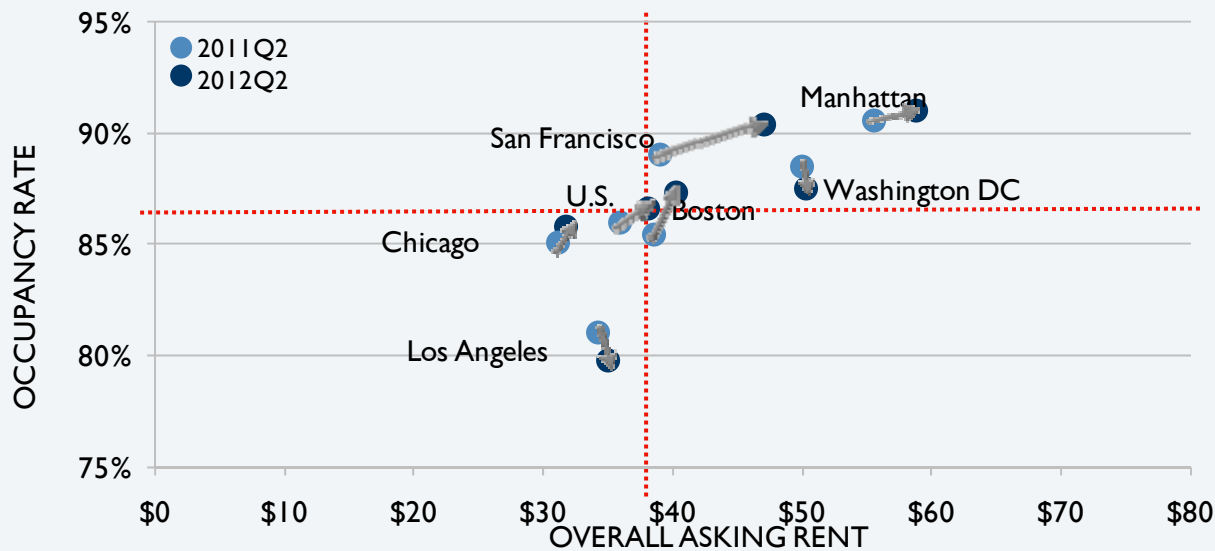 95%
2011Q2
2012Q2
Manhattan
90%
San Francisco
U.S.
Washington DC
Boston
Chicago
85%
Los Angeles
80%
75%
OCCUPANCY RATE
$0
$10
$20
$30
$40
$50
$60
$70
$80
OVERALL ASKING RENT